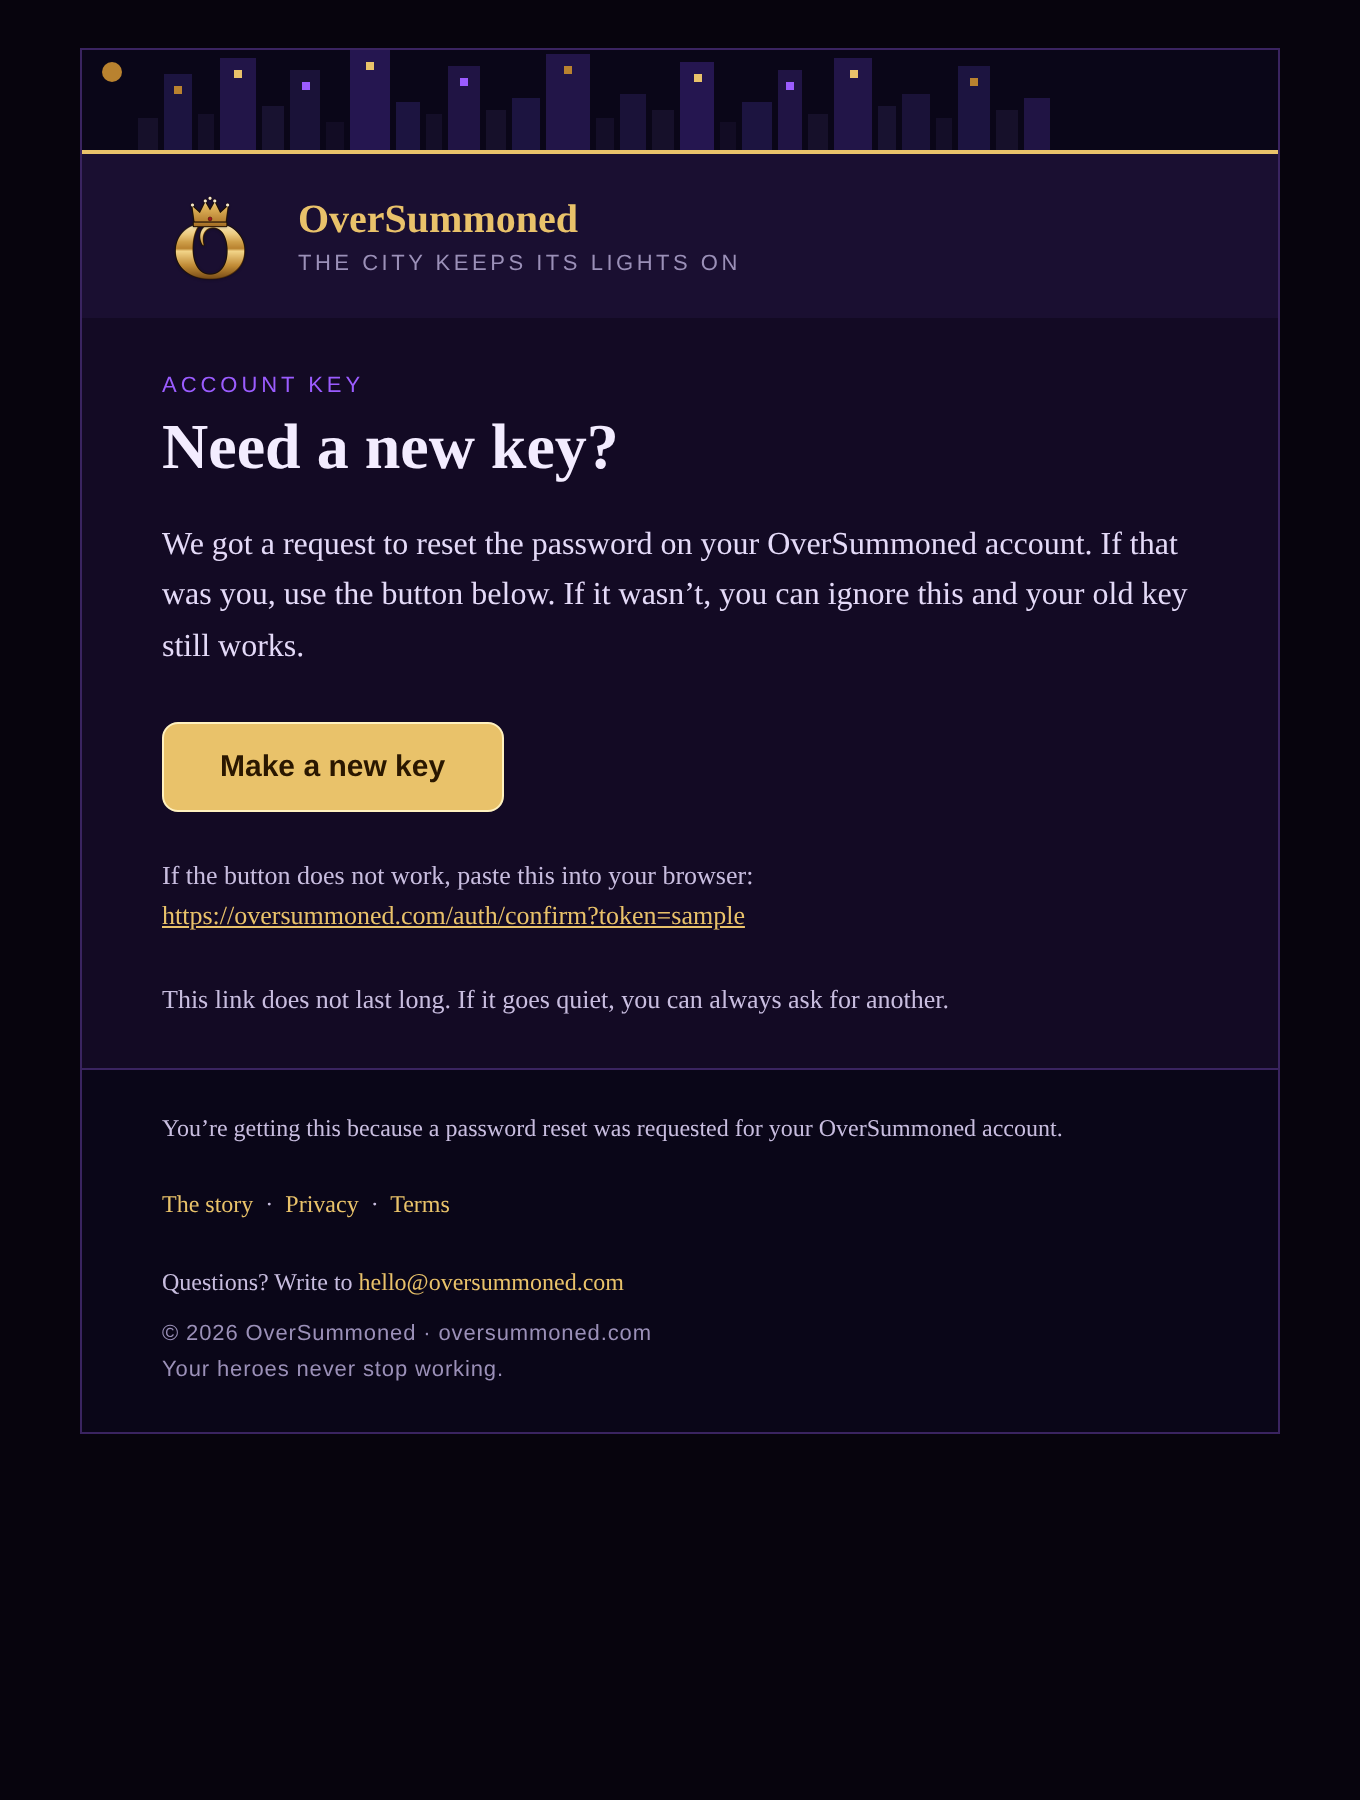 OverSummoned
THE CITY KEEPS ITS LIGHTS ON
ACCOUNT KEY
Need a new key?
We got a request to reset the password on your OverSummoned account. If that
was you, use the button below. If it wasn’t, you can ignore this and your old key
still works.
Make a new key
If the button does not work, paste this into your browser:
https://oversummoned.com/auth/confirm?token=sample
This link does not last long. If it goes quiet, you can always ask for another.
You’re getting this because a password reset was requested for your OverSummoned account.
The story · Privacy · Terms
Questions? Write to hello@oversummoned.com
© 2026 OverSummoned · oversummoned.com
Your heroes never stop working.